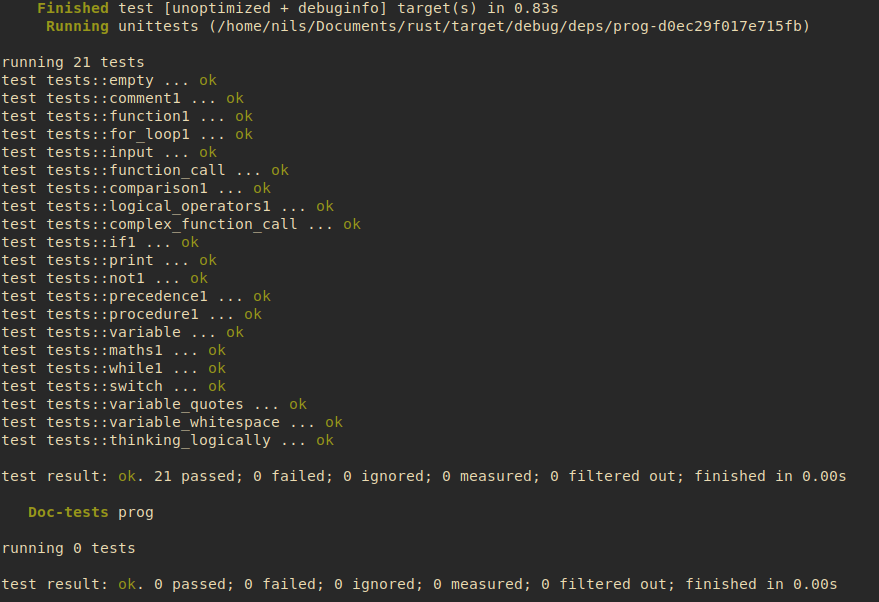 Finished test [unoptimized + debuginfo] target(s) in 0.83s
Running unittests (/home/nils/Documents/rust/target/debug/deps/prog-d0ec29f017e715fb)
running 21 tests
test tests::empty ... ok
test tests::comment1 ... ok
test tests::function1 ... ok
test tests::for_loop1 ... ok
test tests::input ... ok
test tests::function_call ... ok
test tests::comparison1 ... ok
test tests::logical_operators1 ... ok
test tests::complex_function_call ... ok
test tests::if1 ... ok
test tests::print ... ok
test tests::not1 ... ok
test tests::precedence1 ... ok
test tests::procedure1 ... ok
test tests::variable ... ok
test tests::maths1 ... ok
test tests::while1 ... ok
test tests::switch ... ok
test tests::variable_quotes ... ok
test tests::variable_whitespace ... ok
test tests::thinking_logically ... ok
test result: ok. 21 passed; 0 failed; 0 ignored; 0 measured; 0 filtered out; finished in 0.00s
Doc-tests prog
running 0 tests
test result: ok. 0 passed; 0 failed; 0 ignored; 0 measured; 0 filtered out; finished in 0.00s